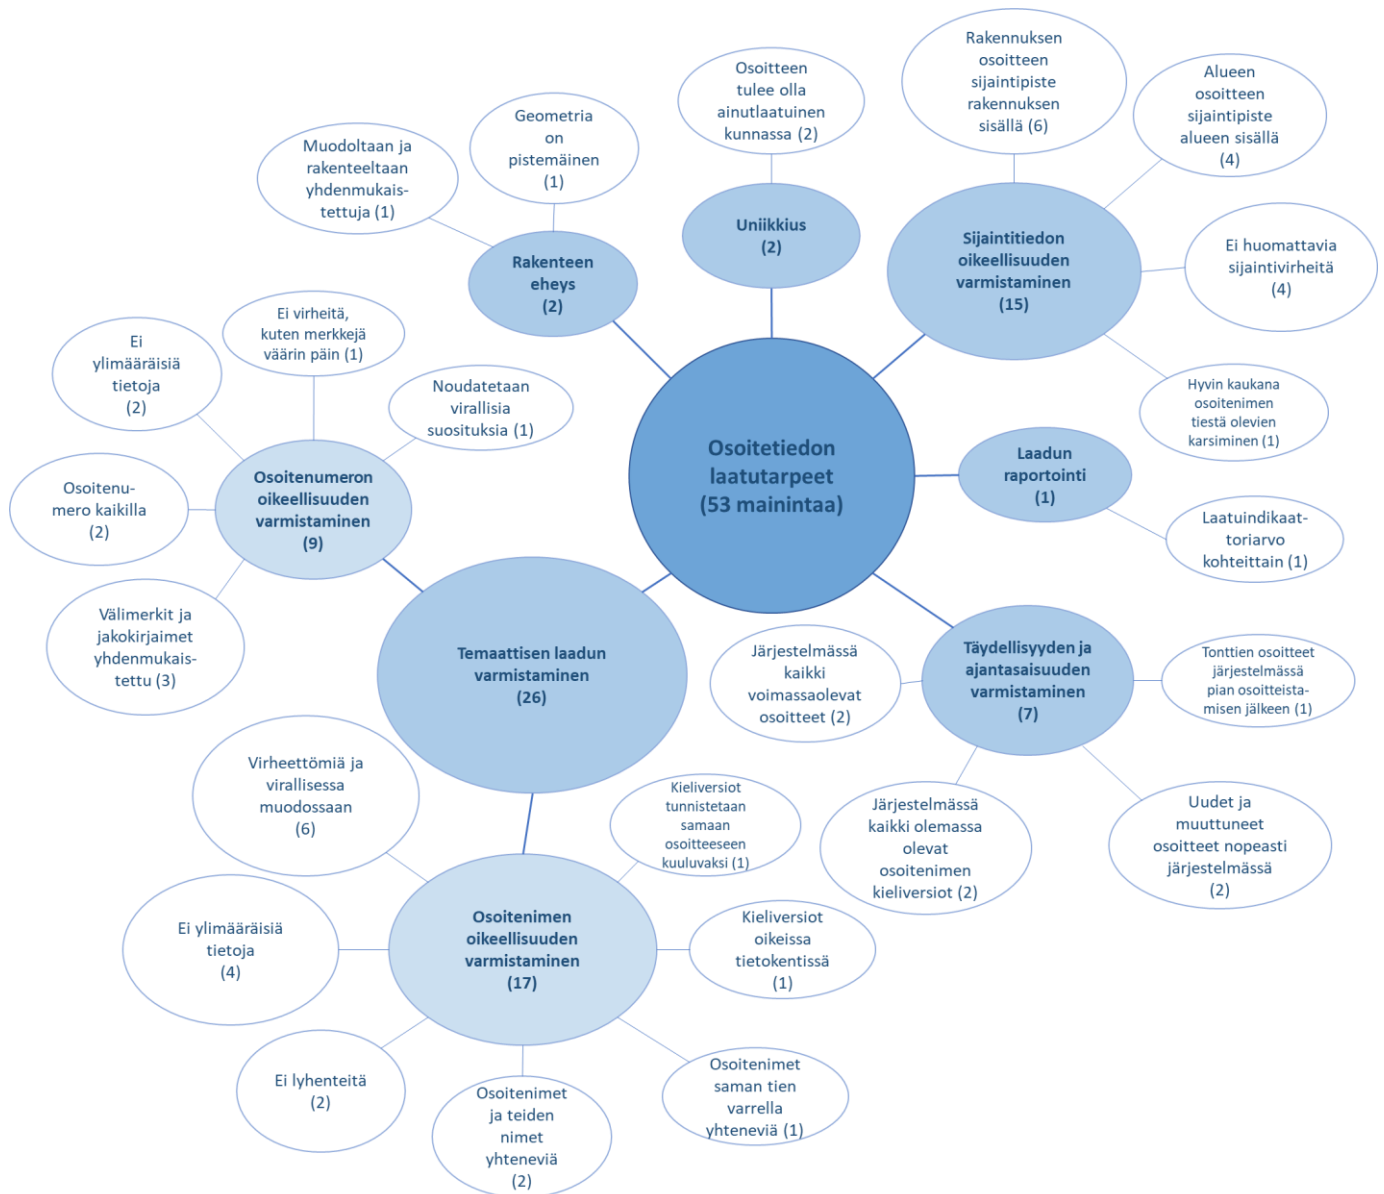 Rakennuksen
osoitteen
sijaintipiste
rakennuksen
sisällä (6)
Osoitteen
tulee olla
ainutlaatuinen
kunnassa (2)
Alueen
osoitteen
sijaintipiste
alueen sisällä
(4)
Geometria
on
pistemäinen
(1)
Muodoltaan ja
rakenteeltaan
yhdenmukais-
tettuja (1)
Uniikkius
(2)
Sijaintitiedon
oikeellisuuden
varmistaminen
(15)
Ei huomattavia
sijaintivirheitä
(4)
Rakenteen
eheys
(2)
Ei virheitä,
kuten merkkejä
väärin päin (1)
Ei
ylimääräisiä
tietoja
(2)
Noudatetaan
virallisia
suosituksia (1)
Hyvin kaukana
osoitenimen
tiestä olevien
karsiminen (1)
Osoitetiedon
laatutarpeet
(53 mainintaa)
Laadun
raportointi
(1)
Osoitenumeron
oikeellisuuden
varmistaminen
(9)
Osoitenu-
mero kaikilla
(2)
Laatuindikaat-
toriarvo
kohteittain (1)
Välimerkit ja
jakokirjaimet
yhdenmukais-
tettu (3)
Temaattisen laadun
varmistaminen
(26)
Järjestelmässä
kaikki
voimassaolevat
osoitteet (2)
Täydellisyyden ja
ajantasaisuuden
varmistaminen
(7)
Tonttien osoitteet
järjestelmässä
pian osoitteista-
misen jälkeen (1)
Virheettömiä ja
virallisessa
muodossaan
(6)
Kieliversiot
tunnistetaan
samaan
osoitteeseen
kuuluvaksi (1)
Järjestelmässä
kaikki olemassa
olevat
osoitenimen
kieliversiot (2)
Uudet ja
muuttuneet
osoitteet nopeasti
järjestelmässä
(2)
Ei ylimääräisiä
tietoja
(4)
Osoitenimen
oikeellisuuden
varmistaminen
(17)
Kieliversiot
oikeissa
tietokentissä
(1)
Ei lyhenteitä
(2)
Osoitenimet
ja teiden
nimet
yhteneviä
(2)
Osoitenimet
saman tien
varrella
yhteneviä (1)